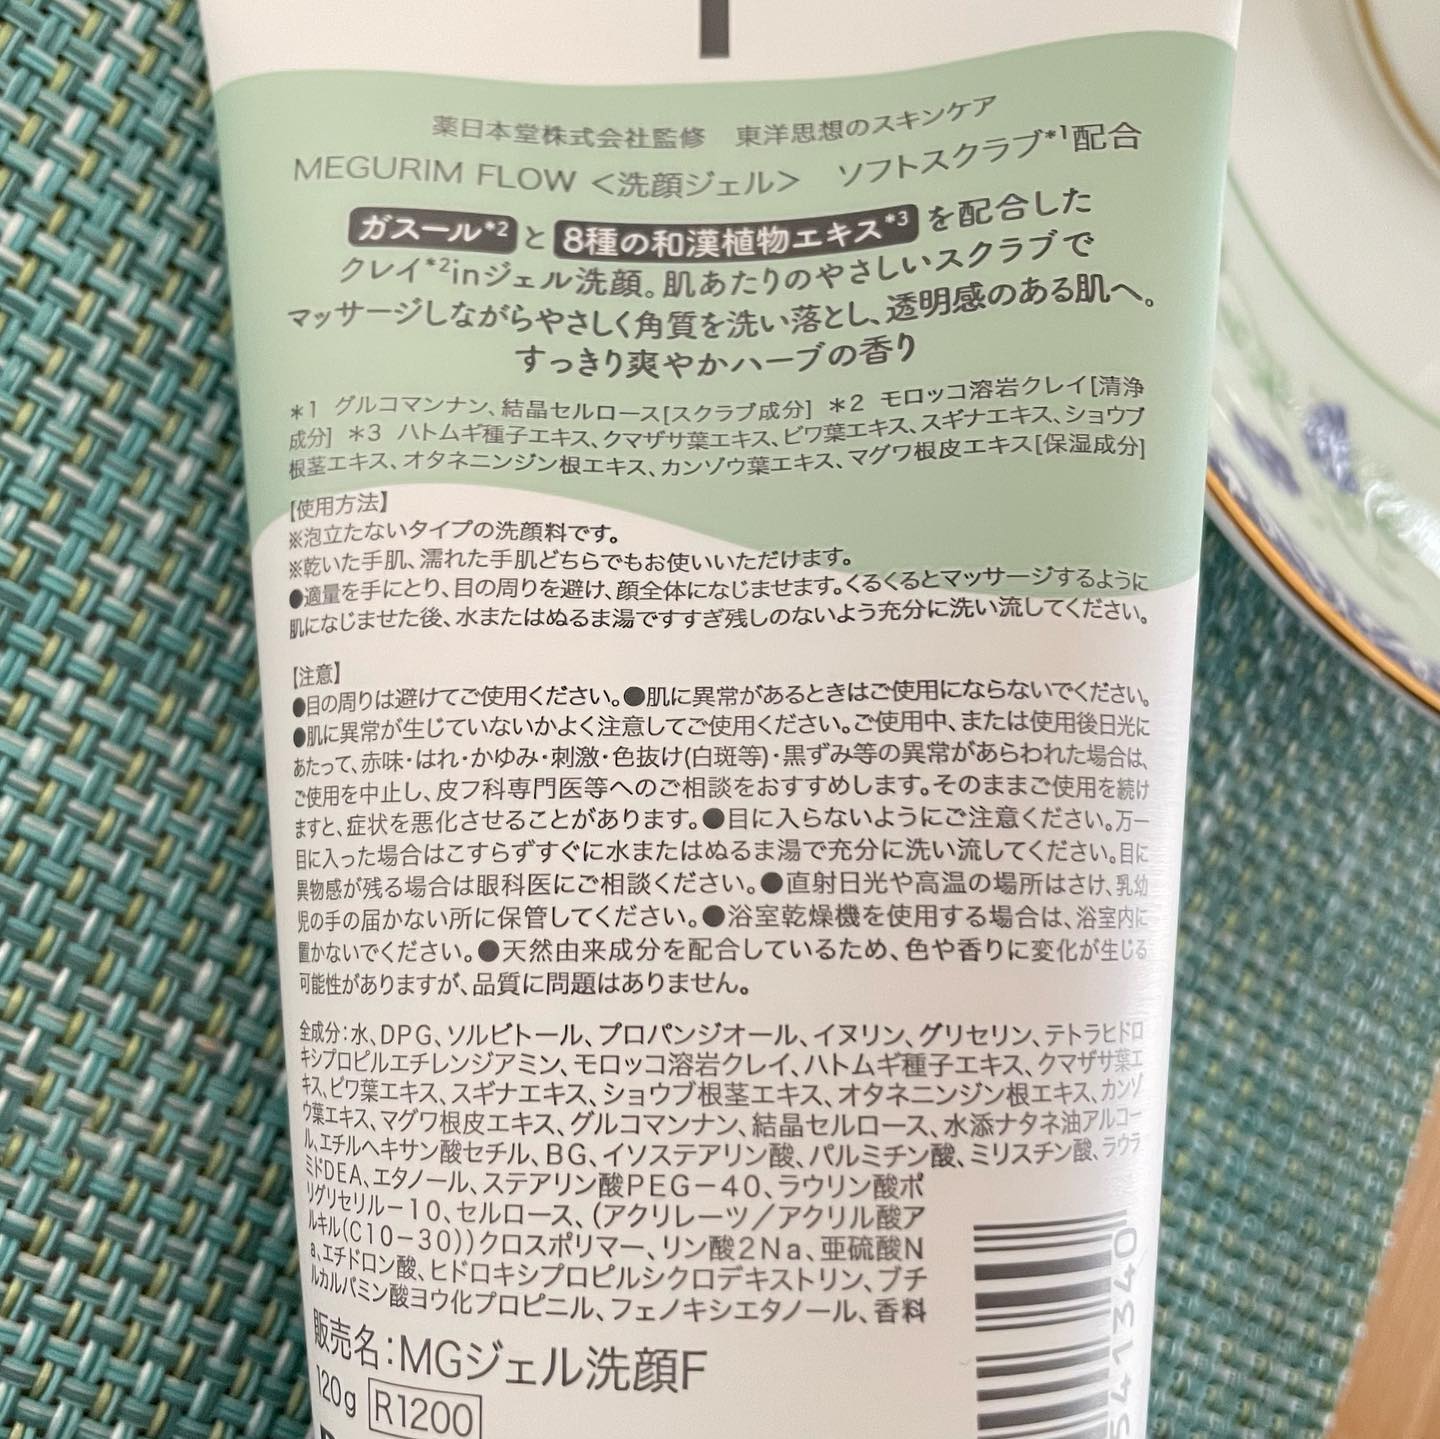 薬日本堂株式会社監修 東洋思想のスキンケア
MEGURIM FLOW <洗顔ジェル> ソフトスクラブ*1配合
ガスール*2と8種の和漢植物エキス*3を配合した
クレイ*2inジェル洗顔。肌あたりのやさしいスクラブで
マッサージしながらやさしく角質を洗い落とし、透明感のある肌へ。
すっきり爽やかハーブの香り
*1 グルコマンナン、結晶セルロース[スクラブ成分] *2 モロッコ溶岩クレイ[清浄
成分] *3 ハトムギ種子エキス、クマザサ葉エキス、ビワ葉エキス、スギナエキス、ショウブ
根茎エキス、オタネニンジン根エキス、カンゾウ葉エキス、マグワ根皮エキス[保湿成分]
【使用方法】
※泡立たないタイプの洗顔料です。
※乾いた手肌、濡れた手肌どちらでもお使いいただけます。
●適量を手にとり、目の周りを避け、顔全体になじませます。くるくるとマッサージするように
肌になじませた後、水またはぬるま湯ですすぎ残しのないよう充分に洗い流してください。
【注意】
●目の周りは避けてご使用ください。●肌に異常があるときはご使用にならないでください。
●肌に異常が生じていないかよく注意してご使用ください。ご使用中、または使用後日光に
あたって、赤味・はれ・かゆみ・刺激・色抜け(白斑等)・黒ずみ等の異常があらわれた場合は、
ご使用を中止し、皮フ科専門医等へのご相談をおすすめします。そのままご使用を続け
ますと、症状を悪化させることがあります。●目に入らないようにご注意ください。万一
目に入った場合はこすらずすぐに水またはぬるま湯で充分に洗い流してください。目に
異物感が残る場合は眼科医にご相談ください。●直射日光や高温の場所はさけ、乳幼
児の手の届かない所に保管してください。●浴室乾燥機を使用する場合は、浴室内に
置かないでください。●天然由来成分を配合しているため、色や香りに変化が生じる
可能性がありますが、品質に問題はありません。
全成分:水、DPG、ソルビトール、プロパンジオール、イヌリン、グリセリン、テトラヒドロ
キシプロピルエチレンジアミン、モロッコ溶岩クレイ、ハトムギ種子エキス、クマザサ葉エ
キス、ビワ葉エキス、スギナエキス、ショウブ根茎エキス、オタネニンジン根エキス、カンゾ
ウ葉エキス、マグワ根皮エキス、グルコマンナン、結晶セルロース、水添ナタネ油アルコー
ル、エチルヘキサン酸セチル、BG、イソステアリン酸、パルミチン酸、ミリスチン酸、ラウラ
ミドDEA、エタノール、ステアリン酸PEG-40、ラウリン酸ポ
リグリセリル-10、セルロース、(アクリレーツ/アクリル酸ア
ルキル(C10-30))クロスポリマー、リン酸2Na、亜硫酸N
a、エチドロン酸、ヒドロキシプロピルシクロデキストリン、ブチ
ルカルバミン酸ヨウ化プロピニル、フェノキシエタノール、香料
販売名:MGジェル洗顔F
120g R1200